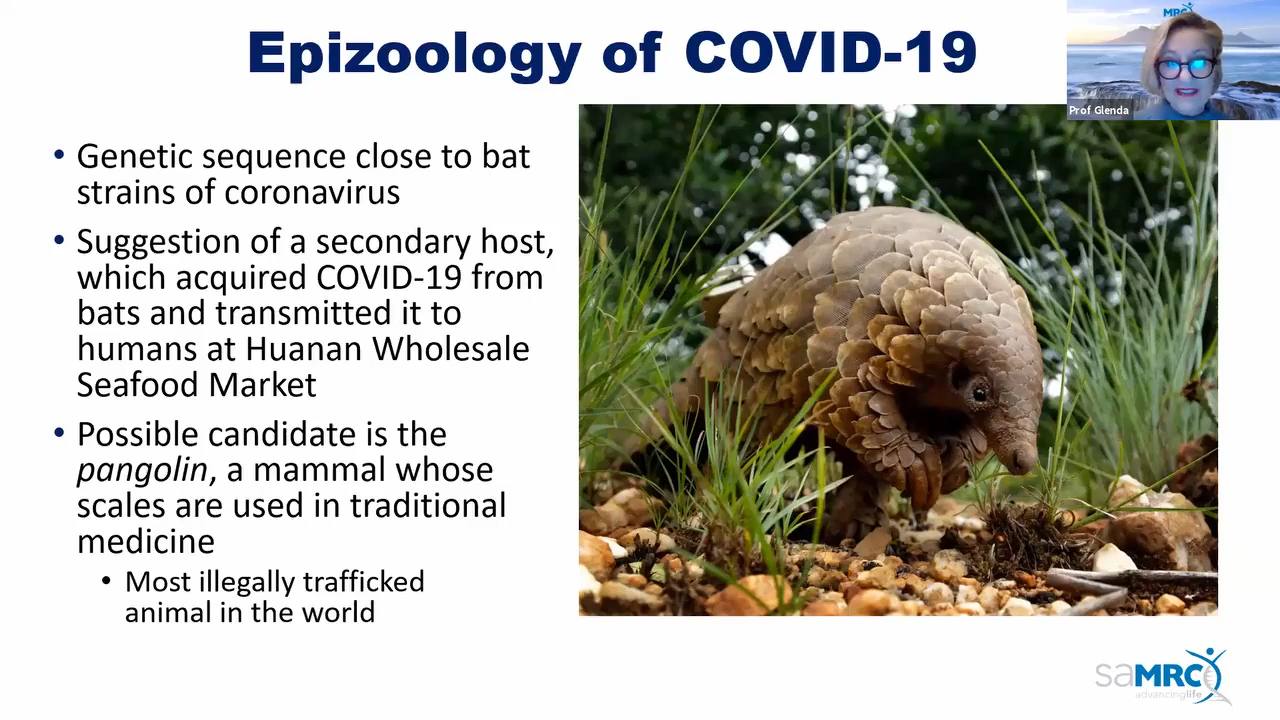 Epizoology of COVID-19
MRC
Prof Glenda
• Genetic sequence close to bat
strains of coronavirus
• Suggestion of a secondary host,
which acquired COVID-19 from
bats and transmitted it to
humans at Huanan Wholesale
Seafood Market
• Possible candidate is the
pangolin, a mammal whose
scales are used in traditional
medicine
• Most illegally trafficked
animal in the world
saMRC
advancinglife